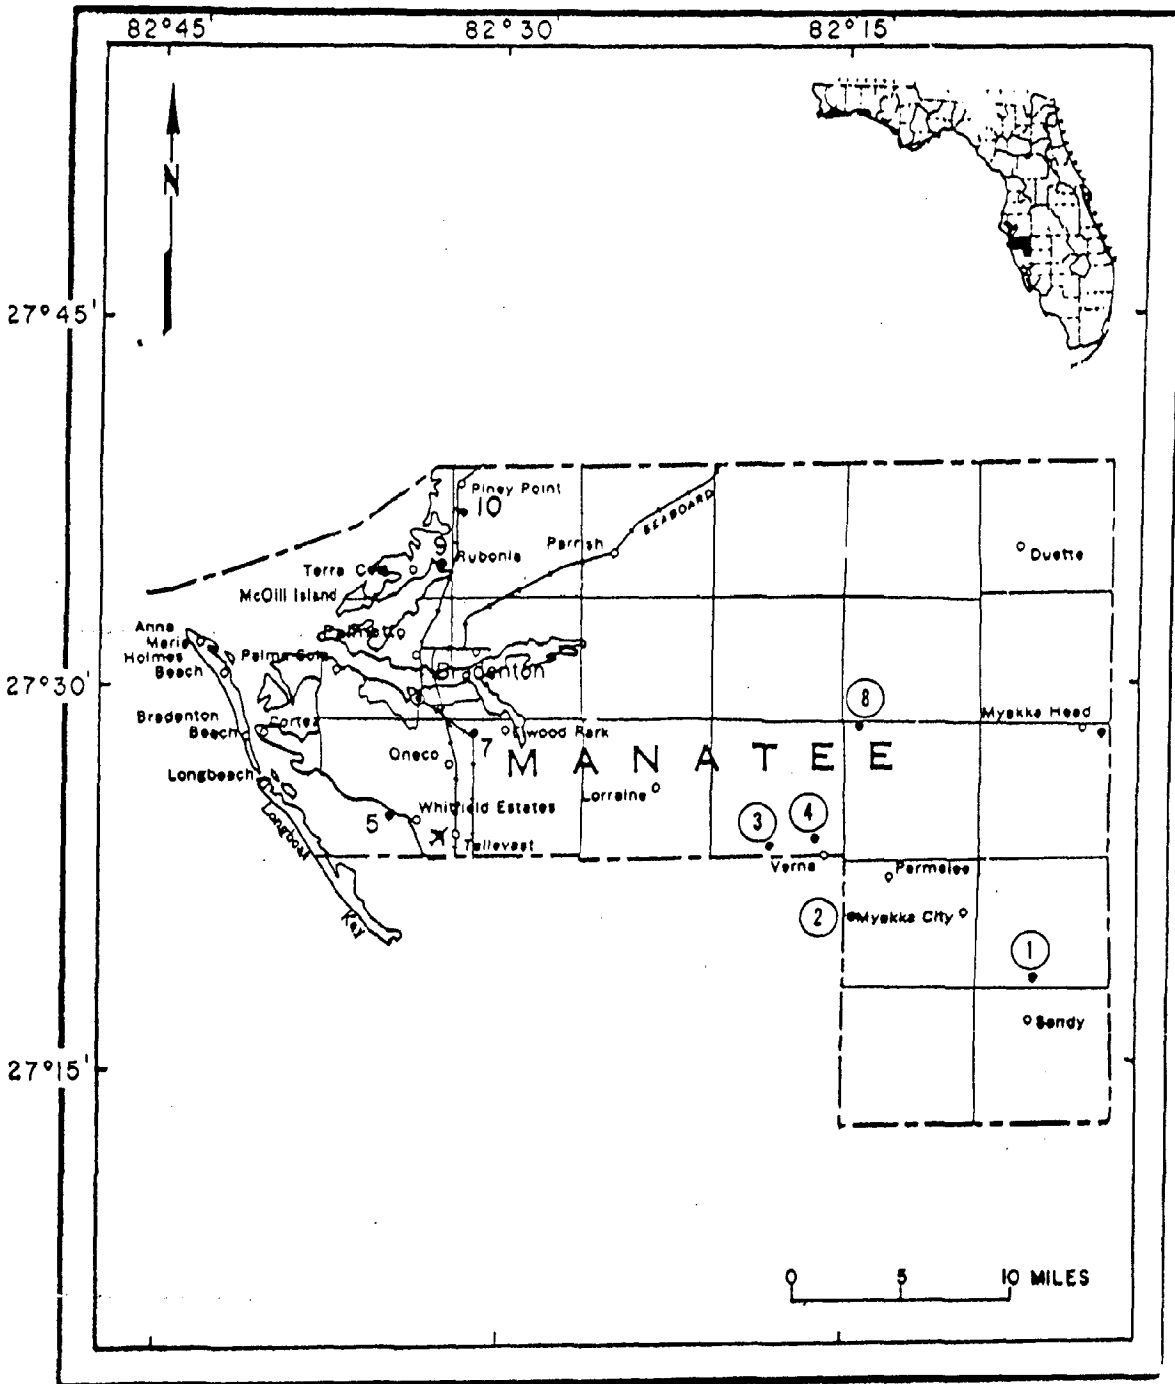 82°45'
82°30'
82°15'
N
27°45'
Piney Point
10
SEABOARD
Parrish
9
Rubonia
Duette
Terra Ceia
McGill Island
Anna
Maria
Palmetto
Holmes
Beach
Palma Sola
Bradenton
27°30'
8
Myakka Head
Bradenton
Beach
Cortez
7
Elwood Park
Oneco
MANATEE
Longbeach
Lorraine
Whitfield Estates
5
3
4
Tallevast
Longboat
Key
Verna
Parmalee
2
Myakka City
1
Sandy
27°15'
0 5 10 MILES